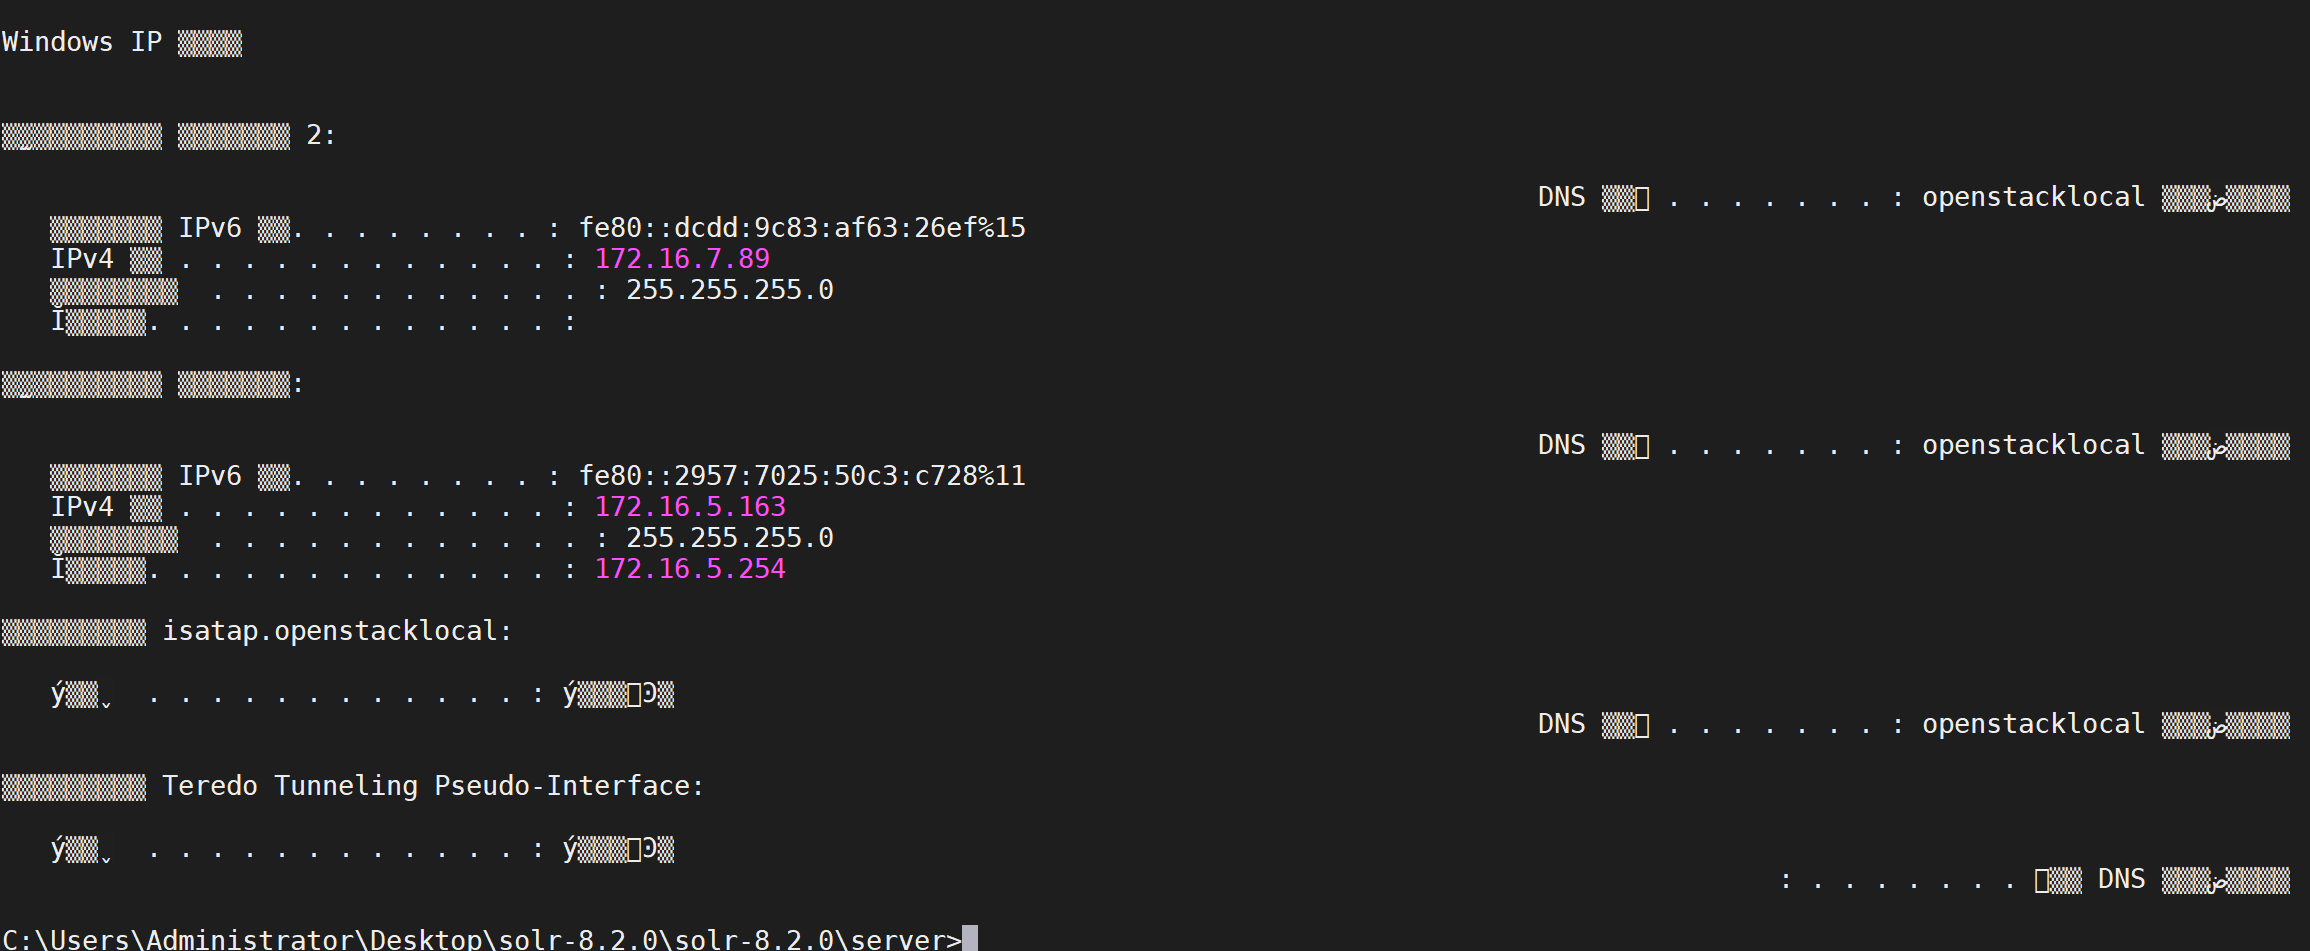 Windows IP ▒▒▒▒
▒▒▒▒▒▒▒▒▒▒ ▒▒▒▒▒▒▒ 2:
DNS ▒▒ . . . . . . . : openstacklocal ▒▒▒ض▒▒▒▒
▒▒▒▒▒▒▒ IPv6 ▒▒. . . . . . . . : fe80::dcdd:9c83:af63:26ef%15
IPv4 ▒▒ . . . . . . . . . . . . . : 172.16.7.89
▒▒▒▒▒▒▒▒ . . . . . . . . . . . . : 255.255.255.0
Ĭ▒▒▒▒▒. . . . . . . . . . . . . :
▒▒▒▒▒▒▒▒▒▒ ▒▒▒▒▒▒▒:
DNS ▒▒ . . . . . . . : openstacklocal ▒▒▒ض▒▒▒▒
▒▒▒▒▒▒▒ IPv6 ▒▒. . . . . . . . : fe80::2957:7025:50c3:c728%11
IPv4 ▒▒ . . . . . . . . . . . . . : 172.16.5.163
▒▒▒▒▒▒▒▒ . . . . . . . . . . . . : 255.255.255.0
Ĭ▒▒▒▒▒. . . . . . . . . . . . . : 172.16.5.254
▒▒▒▒▒▒▒▒▒ isatap.openstacklocal:
ý▒▒ˬ . . . . . . . . . . . . : ý▒▒▒Ͽ▒
DNS ▒▒ . . . . . . . : openstacklocal ▒▒▒ض▒▒▒▒
▒▒▒▒▒▒▒▒▒ Teredo Tunneling Pseudo-Interface:
ý▒▒ˬ . . . . . . . . . . . . : ý▒▒▒Ͽ▒
: . . . . . . . ▒▒ DNS ▒▒▒ض▒▒▒▒
C:\Users\Administrator\Desktop\solr-8.2.0\solr-8.2.0\server>